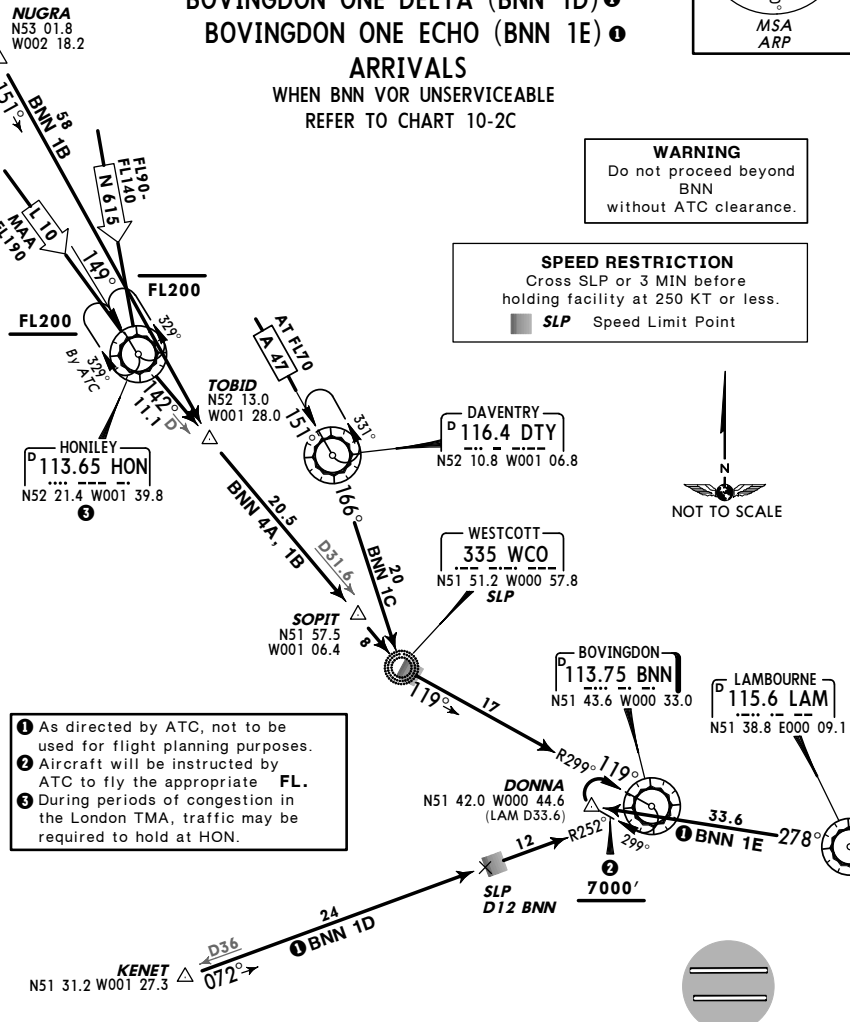 BOVINGDON ONE DELTA (BNN 1D) ❷
BOVINGDON ONE ECHO (BNN 1E) ❶
ARRIVALS
WHEN BNN VOR UNSERVICEABLE
REFER TO CHART 10-2C
MSA
ARP
NUGRA
N53 01.8
W002 18.2
151°
58
BNN 1B
FL90-
FL140
N 615
L 10
MAA
FL190
149°
FL200
FL200
329°
329°
By ATC
142°
11.1
D
WARNING
Do not proceed beyond
BNN
without ATC clearance.
SPEED RESTRICTION
Cross SLP or 3 MIN before
holding facility at 250 KT or less.
SLP Speed Limit Point
AT FL70
A 47
151°
331°
TOBID
N52 13.0
W001 28.0
HONILEY
D 113.65 HON
N52 21.4 W001 39.8
❸
DAVENTRY
D 116.4 DTY
N52 10.8 W001 06.8
N
NOT TO SCALE
166°
20
BNN 1C
20.5
BNN 4A, 1B
D31.6
WESTCOTT
335 WCO
N51 51.2 W000 57.8
SLP
SOPIT
N51 57.5
W001 06.4
8
119°
17
BOVINGDON
D 113.75 BNN
N51 43.6 W000 33.0
LAMBOURNE
D 115.6 LAM
N51 38.8 E000 09.1
❶ As directed by ATC, not to be
used for flight planning purposes.
❷ Aircraft will be instructed by
ATC to fly the appropriate FL.
❸ During periods of congestion in
the London TMA, traffic may be
required to hold at HON.
R299°
119°
DONNA
N51 42.0 W000 44.6
(LAM D33.6)
R252°
299°
33.6
❶ BNN 1E
278°
12
❷
7000'
SLP
D12 BNN
24
❶ BNN 1D
D36
072°
KENET
N51 31.2 W001 27.3